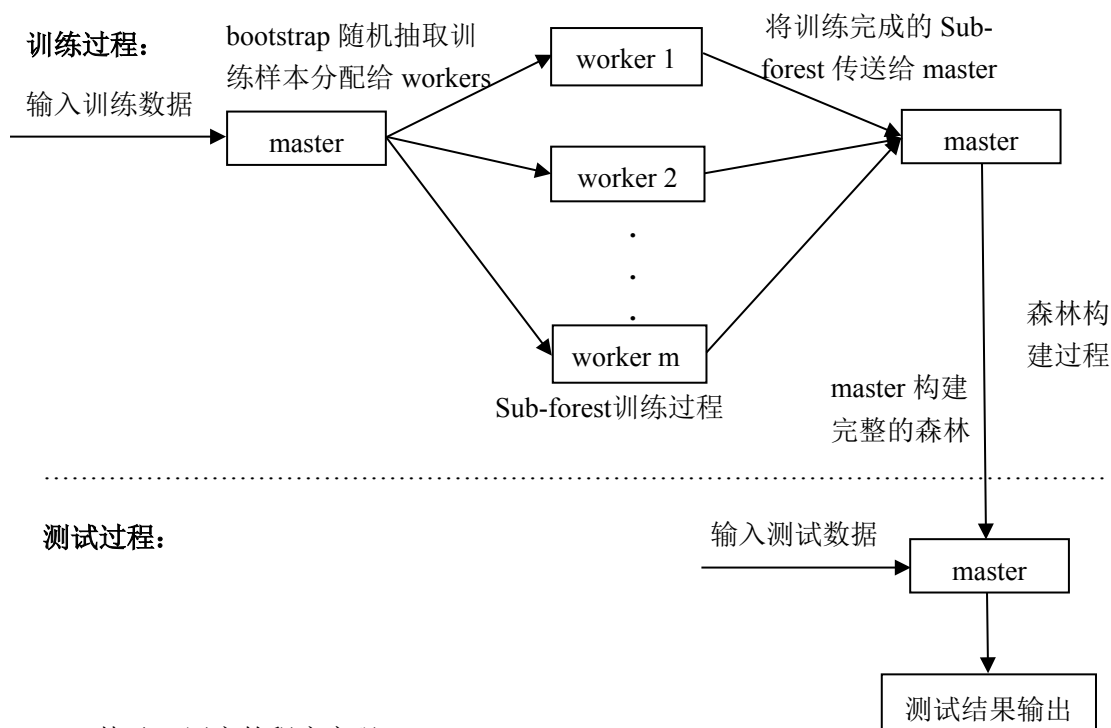 训练过程：
输入训练数据
bootstrap 随机抽取训
练样本分配给 workers
master
worker 1
worker 2
.
.
.
worker m
Sub-forest训练过程
将训练完成的 Sub-
forest 传送给 master
master
森林构
建过程
master 构建
完整的森林
测试过程：
输入测试数据
master
测试结果输出